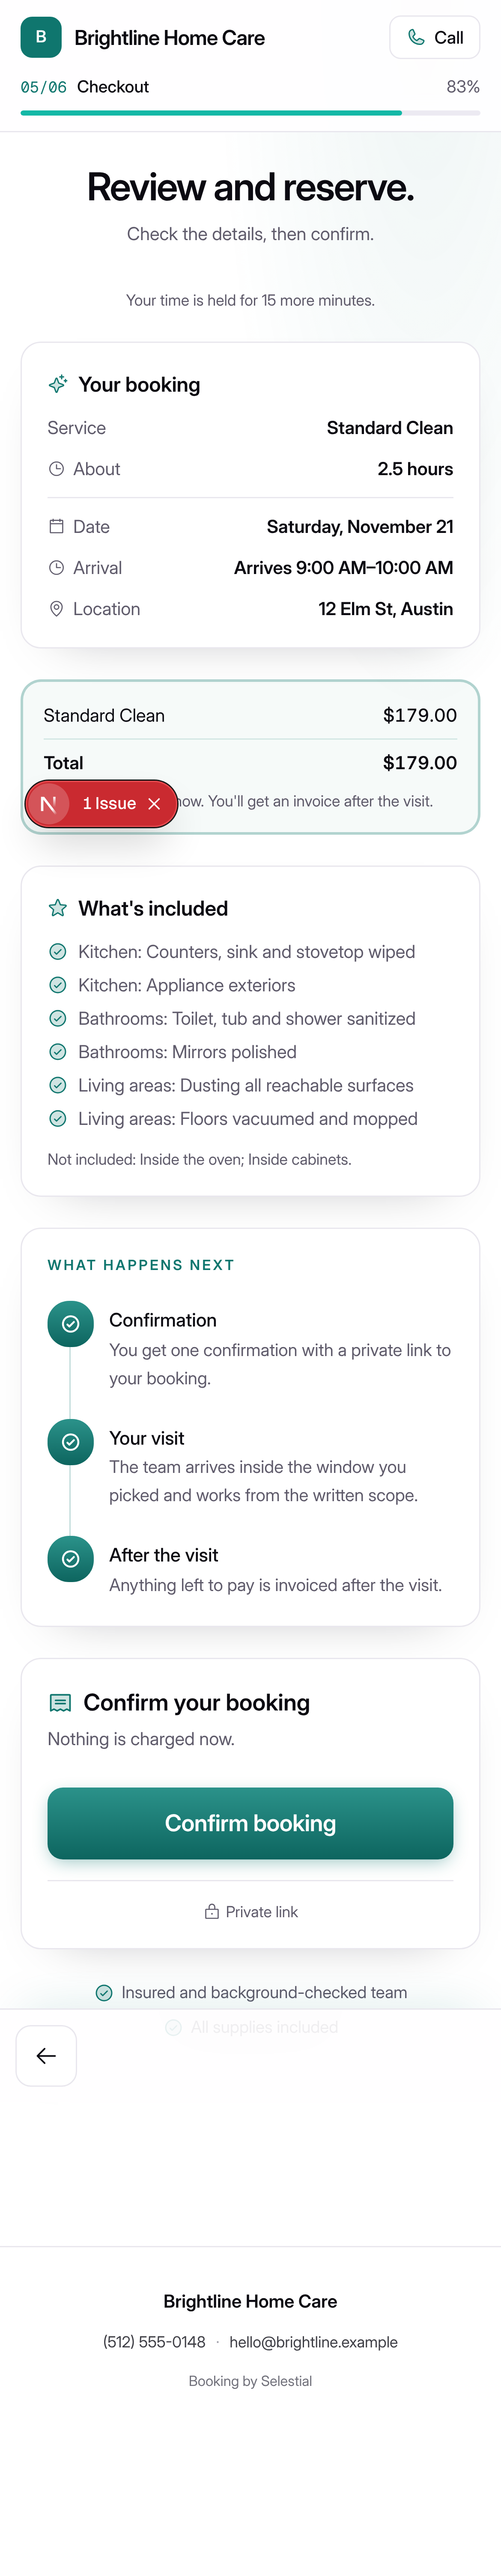 B
Brightline Home Care
Call
05/06 Checkout
83%
Review and reserve.
Check the details, then confirm.
Your time is held for 15 more minutes.
Your booking
Service Standard Clean
About 2.5 hours
Date Saturday, November 21
Arrival Arrives 9:00 AM–10:00 AM
Location 12 Elm St, Austin
Standard Clean $179.00
Total $179.00
N 1 Issue
now. You'll get an invoice after the visit.
What's included
Kitchen: Counters, sink and stovetop wiped
Kitchen: Appliance exteriors
Bathrooms: Toilet, tub and shower sanitized
Bathrooms: Mirrors polished
Living areas: Dusting all reachable surfaces
Living areas: Floors vacuumed and mopped
Not included: Inside the oven; Inside cabinets.
WHAT HAPPENS NEXT
Confirmation
You get one confirmation with a private link to
your booking.
Your visit
The team arrives inside the window you
picked and works from the written scope.
After the visit
Anything left to pay is invoiced after the visit.
Confirm your booking
Nothing is charged now.
Confirm booking
Private link
Insured and background-checked team
All supplies included
Brightline Home Care
(512) 555-0148 · hello@brightline.example
Booking by Selestial